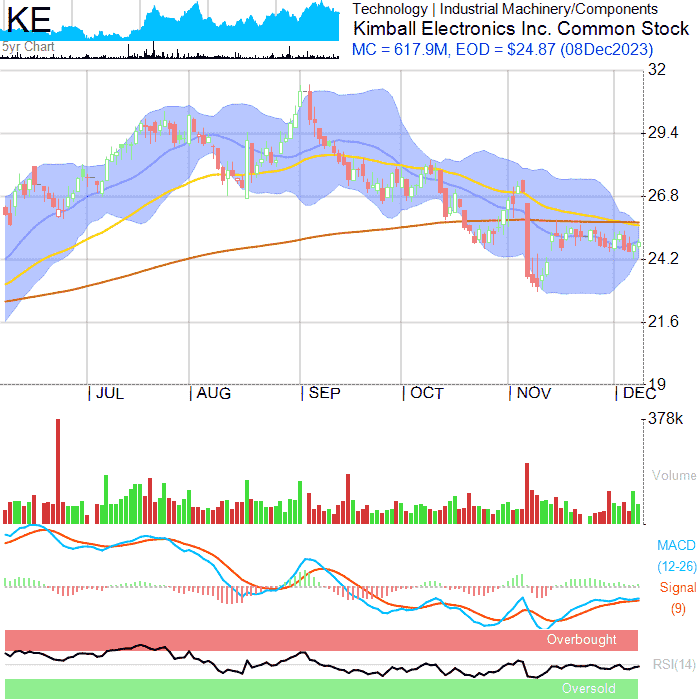 KE
5yr Chart
Technology | Industrial Machinery/Components
Kimball Electronics Inc. Common Stock
MC = 617.9M, EOD = $24.87 (08Dec2023)
32
29.4
26.8
24.2
21.6
19
JUL AUG SEP OCT NOV DEC
378k
Volume
MACD
(12-26)
Signal
(9)
Overbought
RSI(14)
Oversold